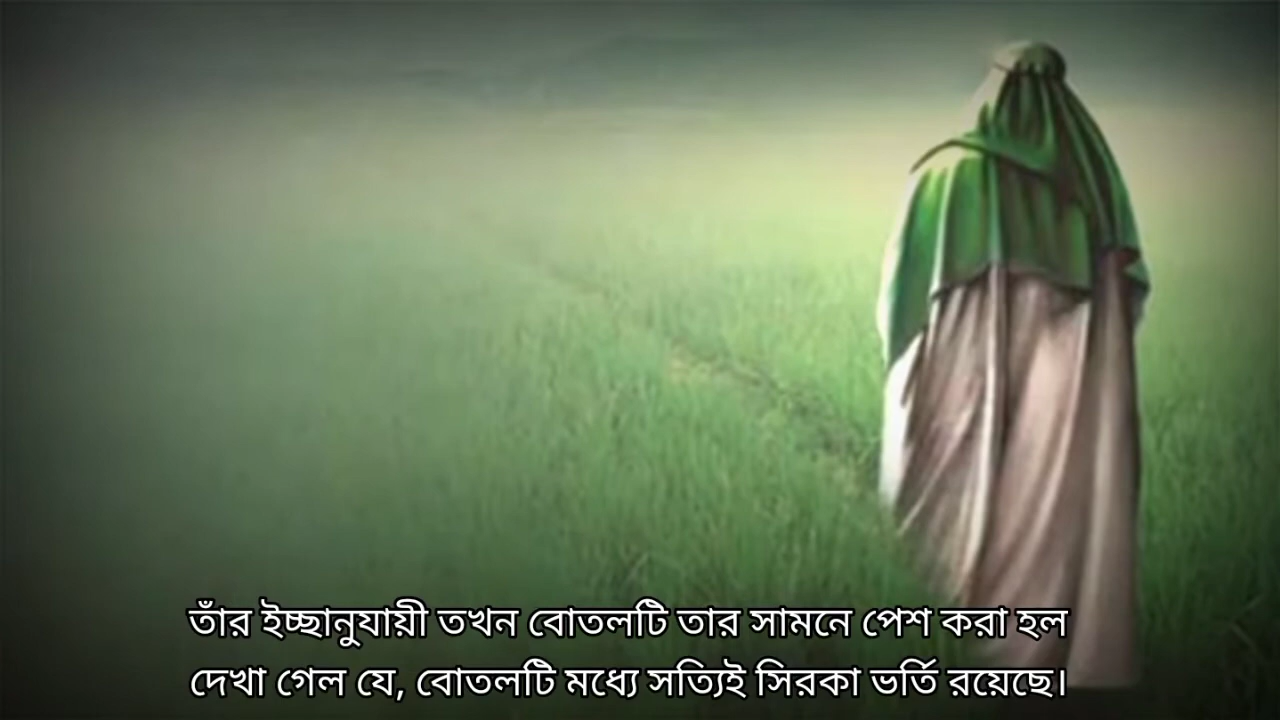 তাঁর ইচ্ছানুযায়ী তখন বোতলটি তার সামনে পেশ করা হল
দেখা গেল যে, বোতলটি মধ্যে সত্যিই সিরকা ভর্তি রয়েছে।